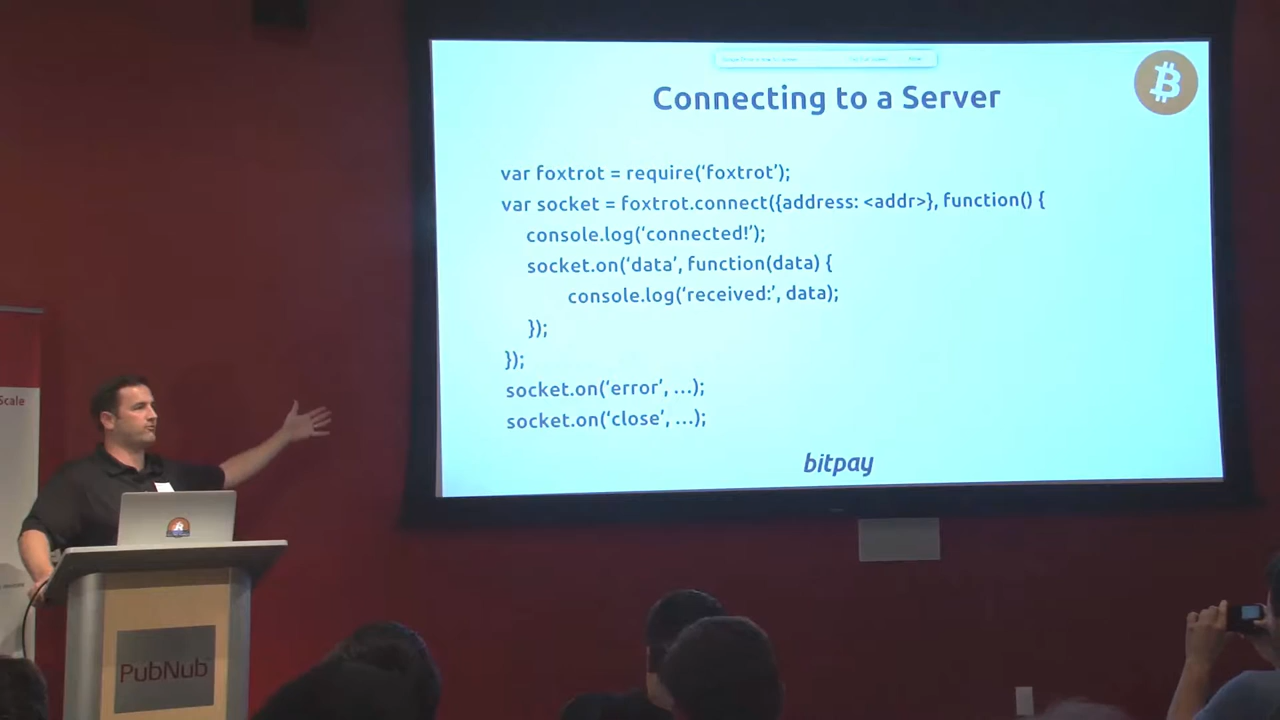 Connecting to a Server
var foxtrot = require(‘foxtrot’);
var socket = foxtrot.connect({address: <addr>}, function() {
console.log(‘connected!’);
socket.on(‘data’, function(data) {
console.log(‘received:’, data);
});
});
socket.on(‘error’, …);
socket.on(‘close’, …);
bitpay
Scale
PubNub